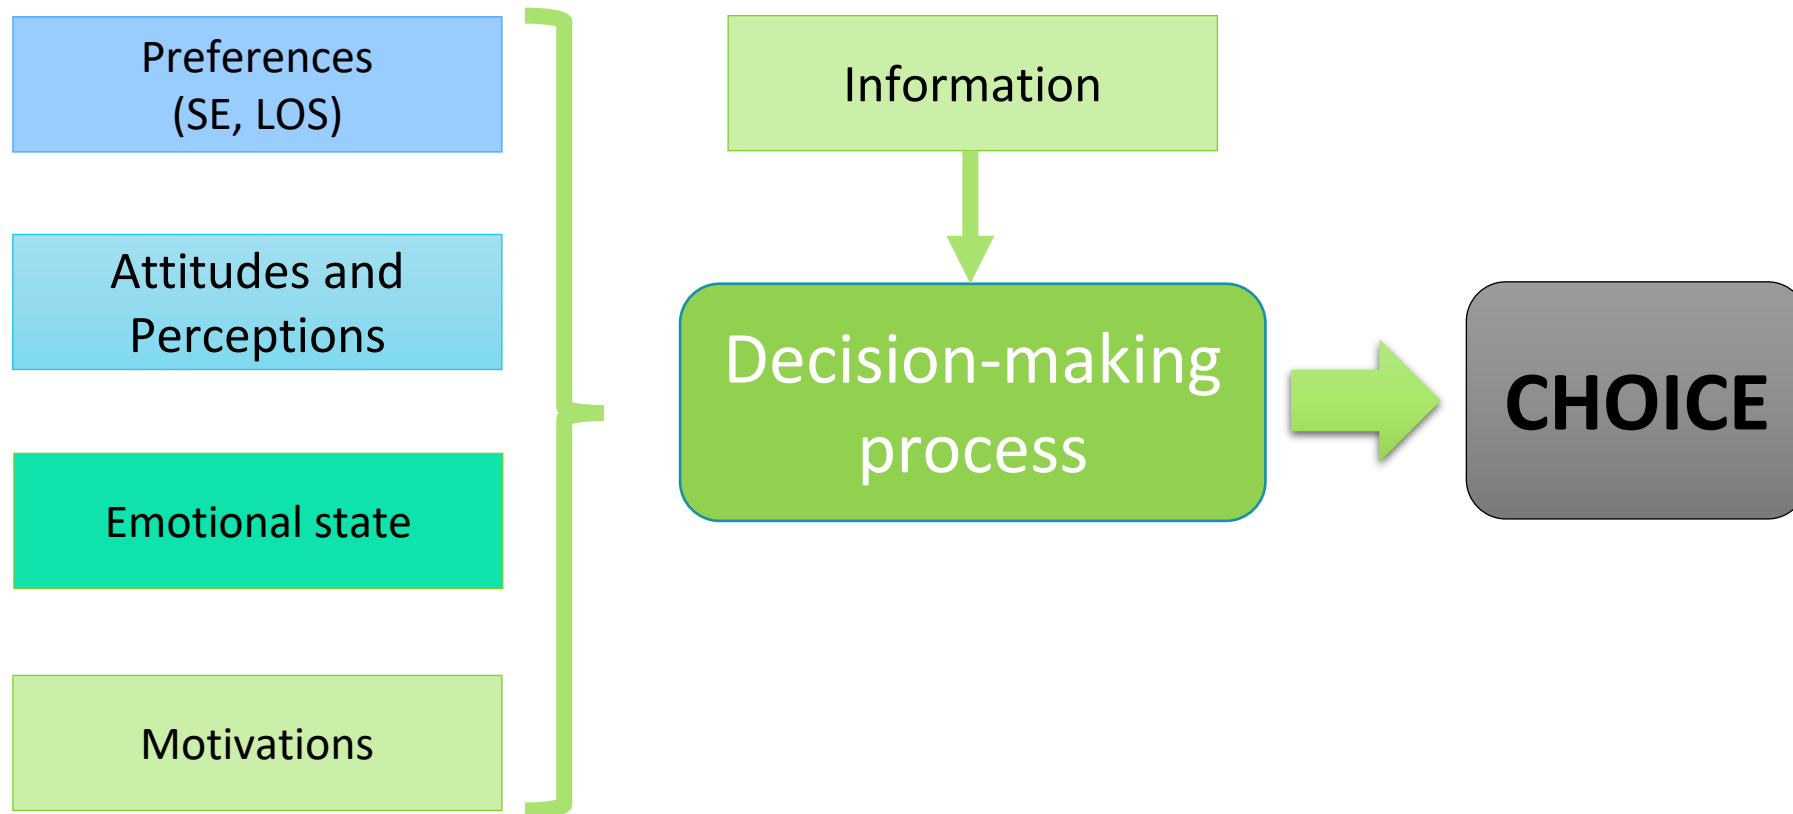 Preferences
(SE, LOS)
Attitudes and
Perceptions
Emotional state
Motivations
Information
Decision-making
process
CHOICE